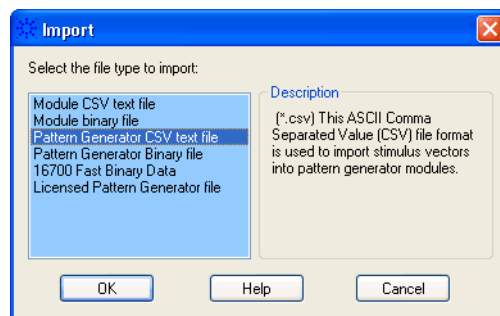 Import
Select the file type to import:
Module CSV text file
Module binary file
Pattern Generator CSV text file
Pattern Generator Binary file
16700 Fast Binary Data
Licensed Pattern Generator file
Description
(*.csv) This ASCII Comma
Separated Value (CSV) file format
is used to import stimulus vectors
into pattern generator modules.
OK
Help
Cancel